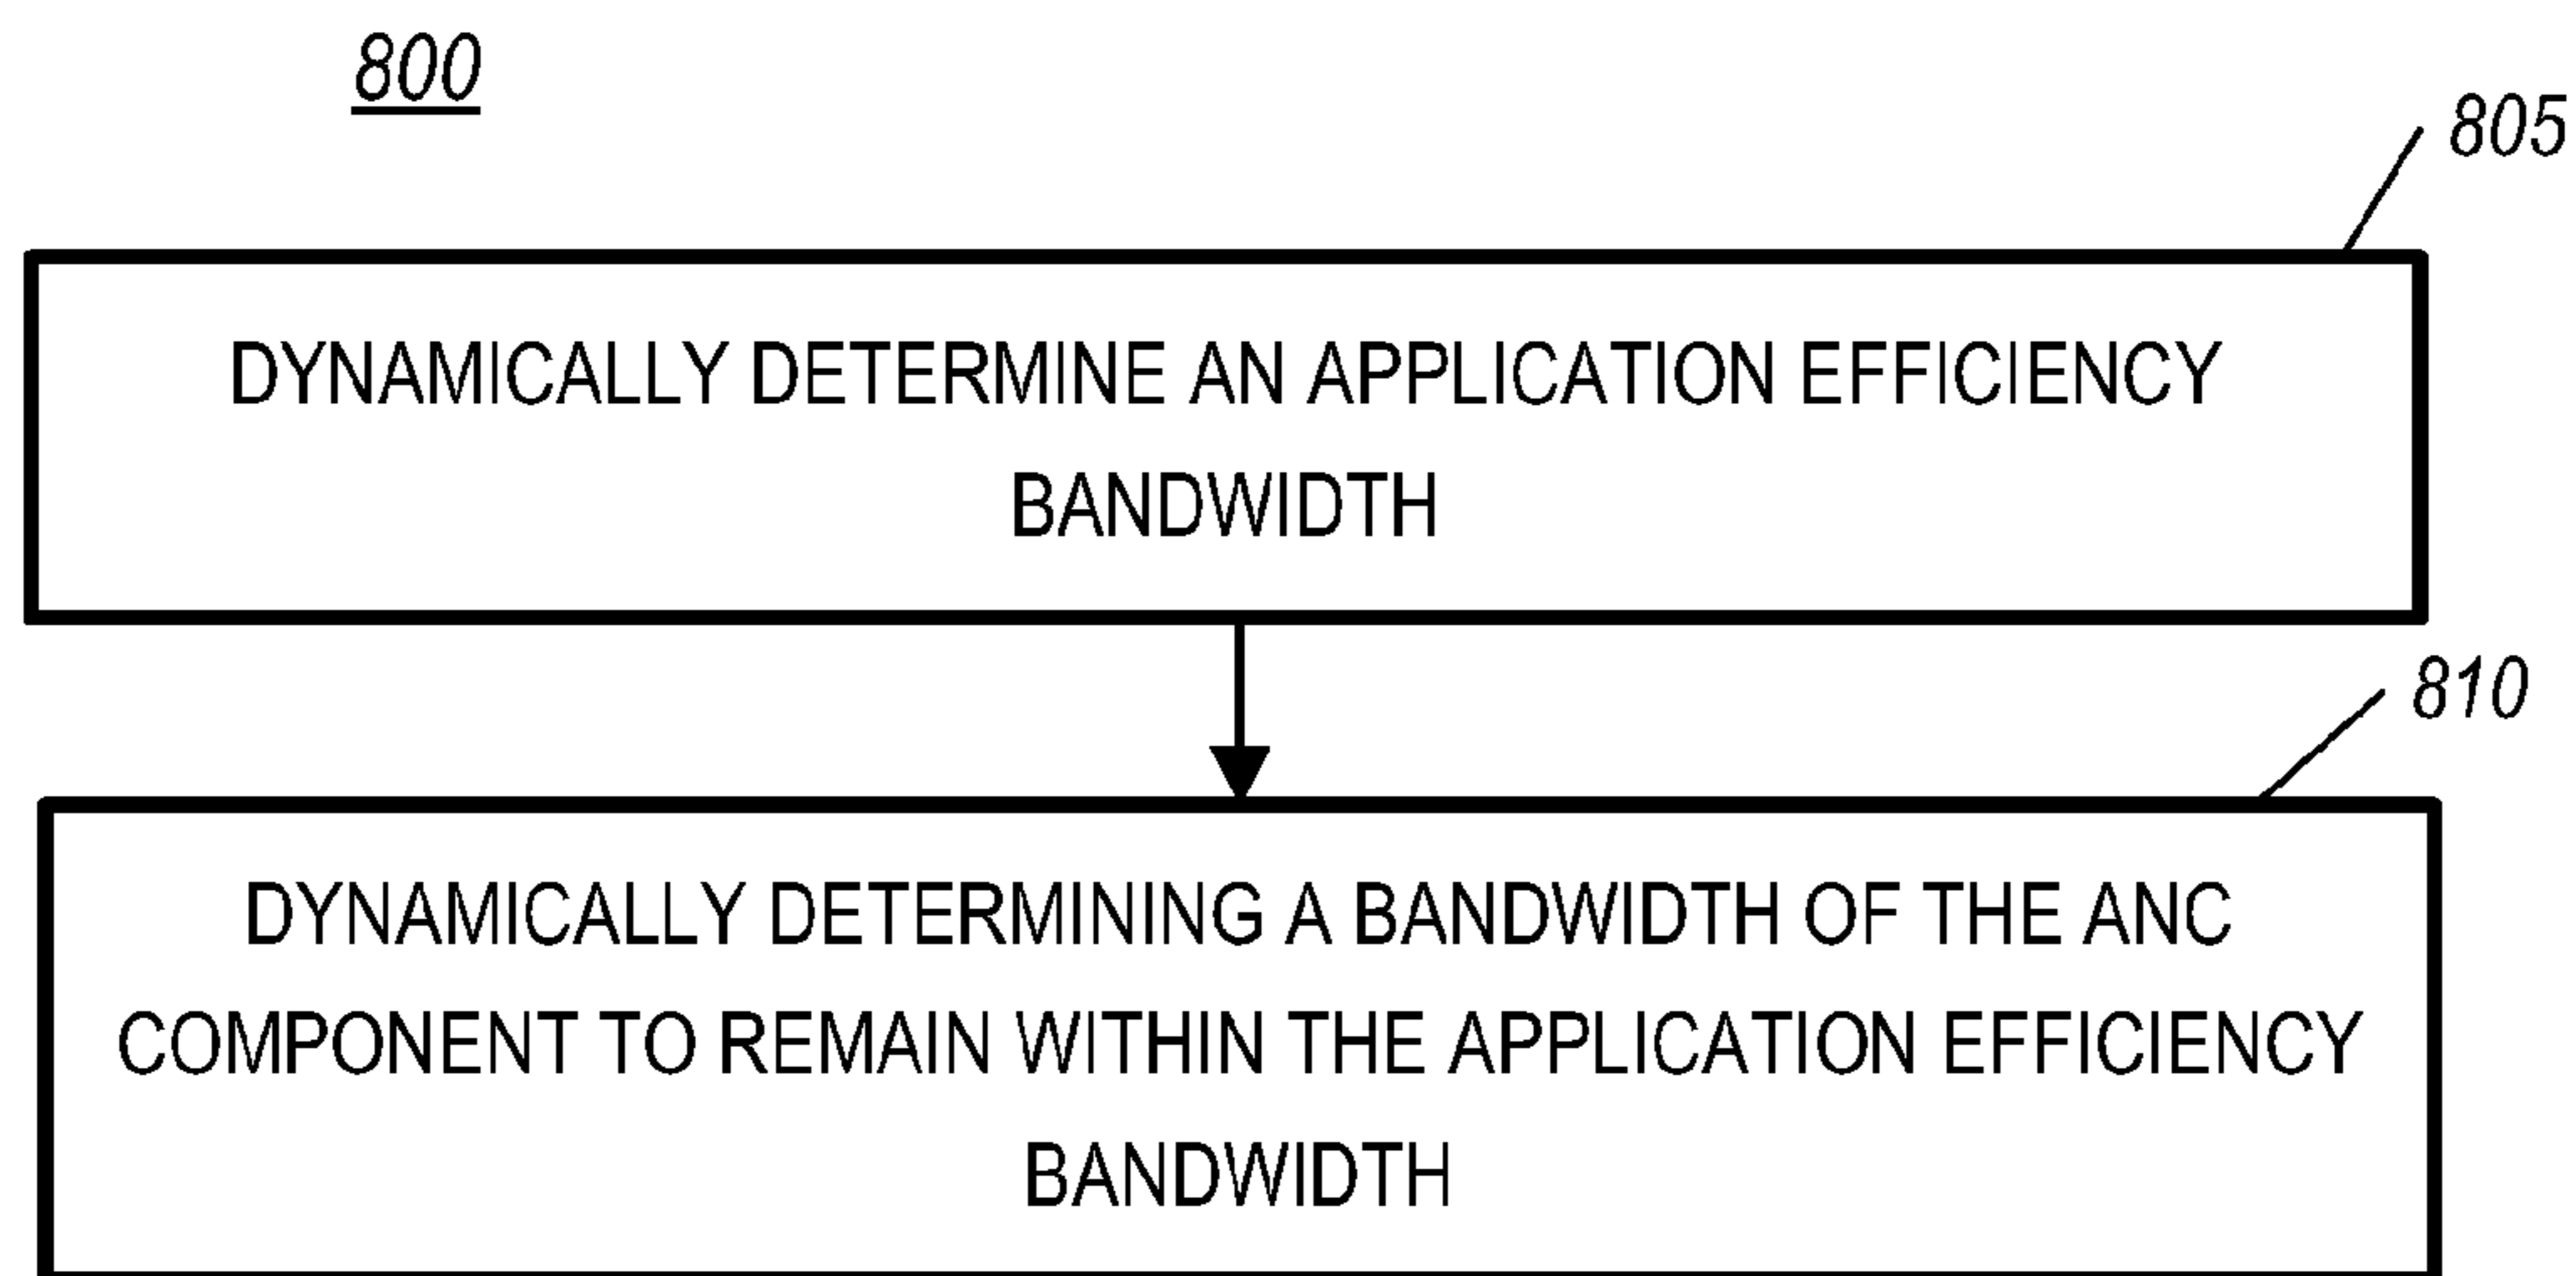 800
805
DYNAMICALLY DETERMINE AN APPLICATION EFFICIENCY
BANDWIDTH
810
DYNAMICALLY DETERMINING A BANDWIDTH OF THE ANC
COMPONENT TO REMAIN WITHIN THE APPLICATION EFFICIENCY
BANDWIDTH